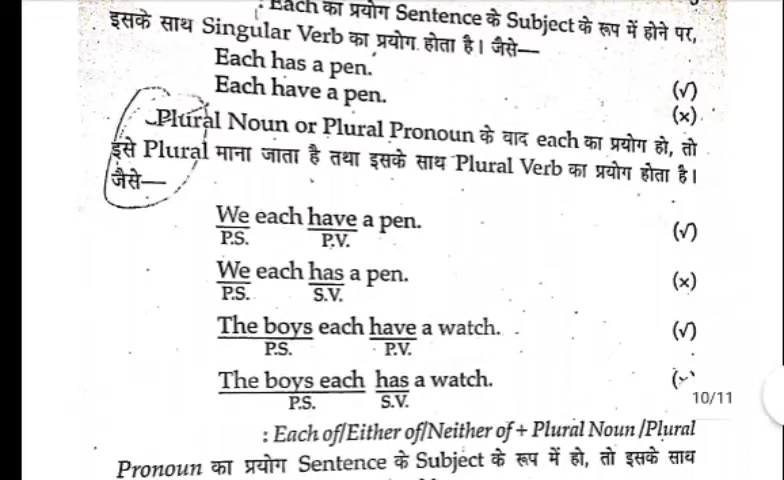 : Each का प्रयोग Sentence के Subject के रूप में होने पर,
इसके साथ Singular Verb का प्रयोग होता है। जैसे—
Each has a pen. (√)
Each have a pen. (×)
Plural Noun or Plural Pronoun के बाद each का प्रयोग हो, तो
इसे Plural माना जाता है तथा इसके साथ Plural Verb का प्रयोग होता है।
जैसे—
We each have a pen. (√)
P.S. P.V.
We each has a pen. (×)
P.S. S.V.
The boys each have a watch. (√)
P.S. P.V.
The boys each has a watch.
P.S. S.V.
10/11
: Each of/Either of/Neither of + Plural Noun /Plural
Pronoun का प्रयोग Sentence के Subject के रूप में हो, तो इसके साथ